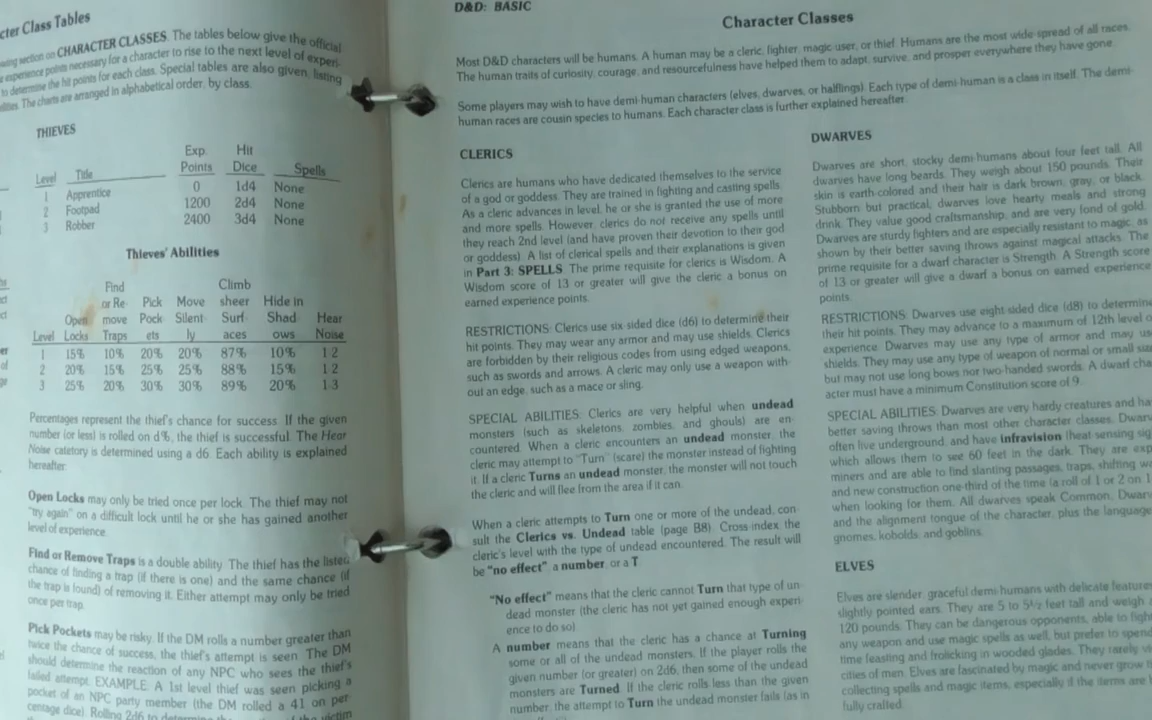 cter Class Tables
wing section on CHARACTER CLASSES. The tables below give the official
experience points necessary for a character to rise to the next level of experi-
to determine the hit points for each class. Special tables are also given, listing
ilities. The charts are arranged in alphabetical order, by class.
THIEVES
Level Title Exp. Points Hit Dice Spells
1 Apprentice 0 1d4 None
2 Footpad 1200 2d4 None
3 Robber 2400 3d4 None
Thieves' Abilities
Find Climb
or Re- Pick Move sheer Hide in
Open move Pock Silent- Surf- Shad Hear
Level Locks Traps ets ly aces ows Noise
1 15% 10% 20% 20% 87% 10% 1-2
2 20% 15% 25% 25% 88% 15% 1-2
3 25% 20% 30% 30% 89% 20% 1-3
Percentages represent the thief's chance for success. If the given
number (or less) is rolled on d%, the thief is successful. The Hear
Noise catetory is determined using a d6. Each ability is explained
hereafter.
Open Locks may only be tried once per lock. The thief may not
"try again" on a difficult lock until he or she has gained another
level of experience.
Find or Remove Traps is a double ability. The thief has the listed
chance of finding a trap (if there is one) and the same chance (if
the trap is found) of removing it. Either attempt may only be tried
once per trap.
Pick Pockets may be risky. If the DM rolls a number greater than
twice the chance of success, the thief's attempt is seen. The DM
should determine the reaction of any NPC who sees the thief's
failed attempt. EXAMPLE: A 1st level thief was seen picking a
pocket of an NPC party member (the DM rolled a 41 on per
centage dice). Rolling 2d6 to determine the victim
D&D: BASIC
Character Classes
Most D&D characters will be humans. A human may be a cleric, fighter, magic user, or thief. Humans are the most wide-spread of all races.
The human traits of curiosity, courage, and resourcefulness have helped them to adapt, survive, and prosper everywhere they have gone.
Some players may wish to have demi-human characters (elves, dwarves, or halflings). Each type of demi-human is a class in itself. The demi-
human races are cousin species to humans. Each character class is further explained hereafter.
CLERICS
Clerics are humans who have dedicated themselves to the service
of a god or goddess. They are trained in fighting and casting spells.
As a cleric advances in level, he or she is granted the use of more
and more spells. However, clerics do not receive any spells until
they reach 2nd level (and have proven their devotion to their god
or goddess). A list of clerical spells and their explanations is given
in Part 3: SPELLS. The prime requisite for clerics is Wisdom. A
Wisdom score of 13 or greater will give the cleric a bonus on
earned experience points.
RESTRICTIONS: Clerics use six-sided dice (d6) to determine their
hit points. They may wear any armor and may use shields. Clerics
are forbidden by their religious codes from using edged weapons,
such as swords and arrows. A cleric may only use a weapon with-
out an edge, such as a mace or sling.
SPECIAL ABILITIES: Clerics are very helpful when undead
monsters (such as skeletons, zombies, and ghouls) are en-
countered. When a cleric encounters an undead monster, the
cleric may attempt to "Turn" (scare) the monster instead of fighting
it. If a cleric Turns an undead monster, the monster will not touch
the cleric and will flee from the area if it can.
When a cleric attempts to Turn one or more of the undead, con
sult the Clerics vs. Undead table (page B8). Cross-index the
cleric's level with the type of undead encountered. The result will
be "no effect", a number, or a T.
"No effect" means that the cleric cannot Turn that type of un-
dead monster (the cleric has not yet gained enough experi-
ence to do so).
A number means that the cleric has a chance at Turning
some or all of the undead monsters. If the player rolls the
given number (or greater) on 2d6, then some of the undead
monsters are Turned. If the cleric rolls less than the given
number, the attempt to Turn the undead monster fails (as in
DWARVES
Dwarves are short, stocky demi-humans about four feet tall. All
dwarves have long beards. They weigh about 150 pounds. Their
skin is earth-colored and their hair is dark brown, gray, or black.
Stubborn but practical, dwarves love hearty meals and strong
drink. They value good craftsmanship, and are very fond of gold.
Dwarves are sturdy fighters and are especially resistant to magic, as
shown by their better saving throws against magical attacks. The
prime requisite for a dwarf character is Strength. A Strength score
of 13 or greater will give a dwarf a bonus on earned experience
points.
RESTRICTIONS: Dwarves use eight-sided dice (d8) to determine
their hit points. They may advance to a maximum of 12th level o
experience. Dwarves may use any type of armor and may us
shields. They may use any type of weapon of normal or small siz
but may not use long bows nor two-handed swords. A dwarf cha
acter must have a minimum Constitution score of 9.
SPECIAL ABILITIES: Dwarves are very hardy creatures and ha
better saving throws than most other character classes. Dwarv
often live underground, and have infravision (heat-sensing sig
which allows them to see 60 feet in the dark. They are exp
miners and are able to find slanting passages, traps, shifting w
and new construction one-third of the time (a roll of 1 or 2 on 1
when looking for them. All dwarves speak Common, Dwarv
and the alignment tongue of the character, plus the language
gnomes, kobolds, and goblins.
ELVES
Elves are slender, graceful demi-humans with delicate features
slightly pointed ears. They are 5 to 5½ feet tall and weigh a
120 pounds. They can be dangerous opponents, able to figh
any weapon and use magic spells as well, but prefer to spend
time feasting and frolicking in wooded glades. They rarely vi
cities of men. Elves are fascinated by magic and never grow ti
collecting spells and magic items, especially if the items are b
fully crafted.